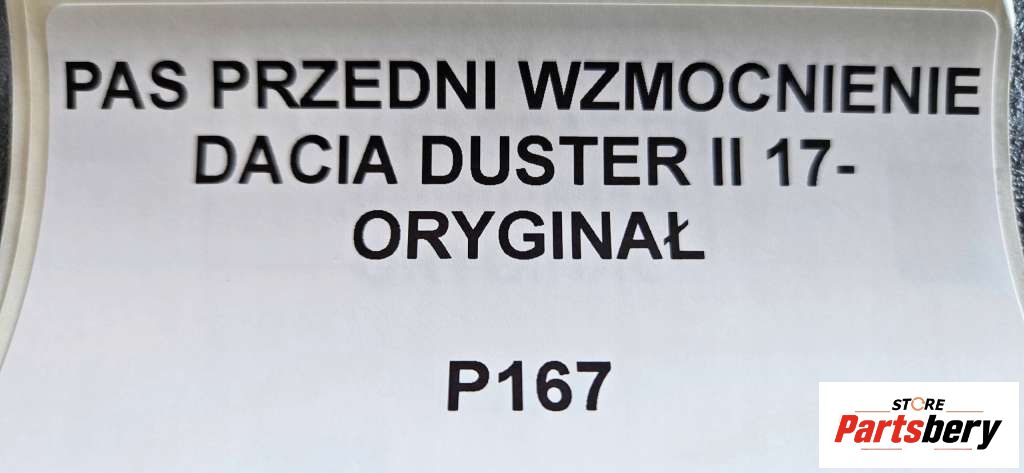 PAS PRZEDNI WZMOCNIENIE
DACIA DUSTER II 17-
ORYGINAŁ
P167
STORE
Partsbery